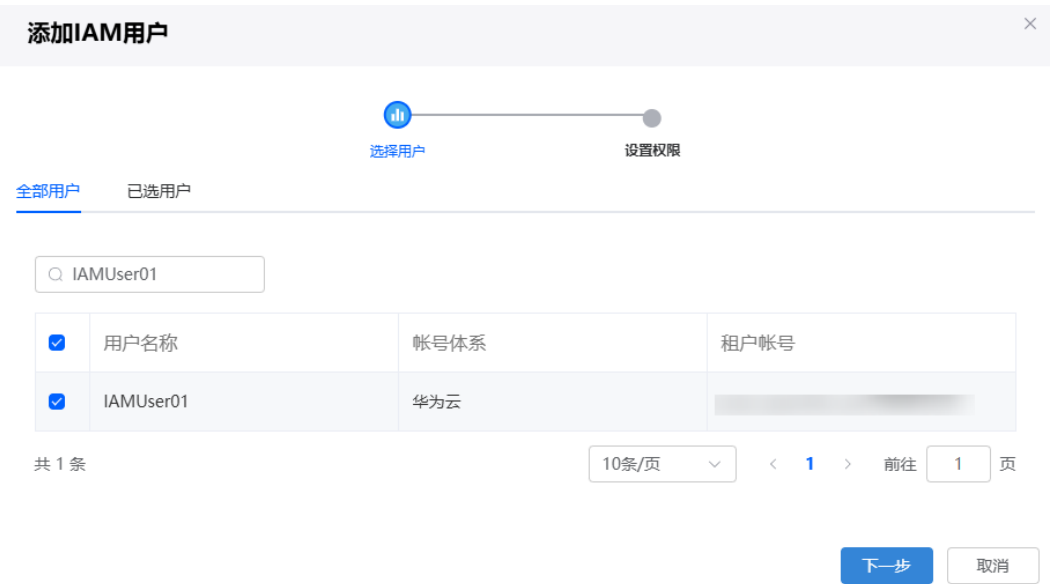 添加IAM用户
选择用户 设置权限
全部用户 已选用户
IAMUser01
用户名称 帐号体系 租户帐号
IAMUser01 华为云
共 1 条 10条/页 1 前往 1 页
下一步 取消